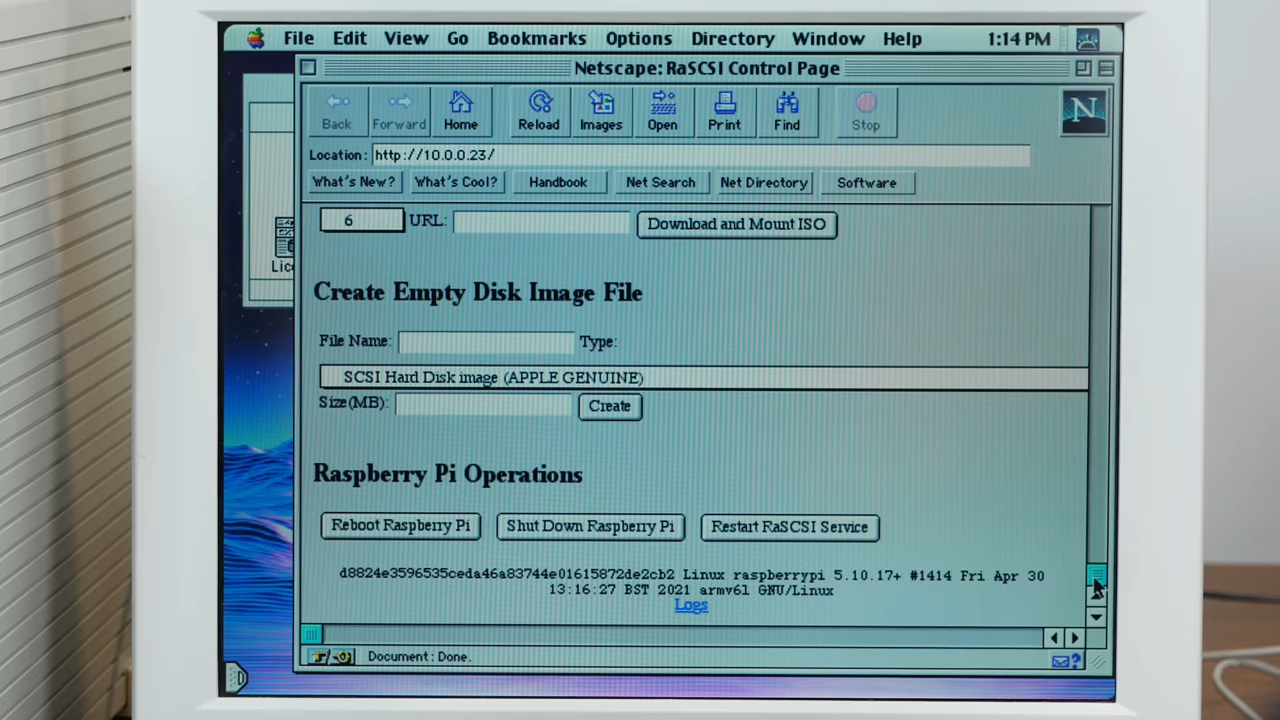 File Edit View Go Bookmarks Options Directory Window Help 1:14 PM
Netscape: RaSCSI Control Page
Back Forward Home Reload Images Open Print Find Stop
N
Location: http://10.0.0.23/
What's New? What's Cool? Handbook Net Search Net Directory Software
6 URL: Download and Mount ISO
Lic
Create Empty Disk Image File
File Name: Type:
SCSI Hard Disk image (APPLE GENUINE)
Size(MB): Create
Raspberry Pi Operations
Reboot Raspberry Pi Shut Down Raspberry Pi Restart RaSCSI Service
d8824e3596535ceda46a83744e01615872de2cb2 Linux raspberrypi 5.10.17+ #1414 Fri Apr 30
13:16:27 BST 2021 armv6l GNU/Linux
Logs
Document: Done.
?